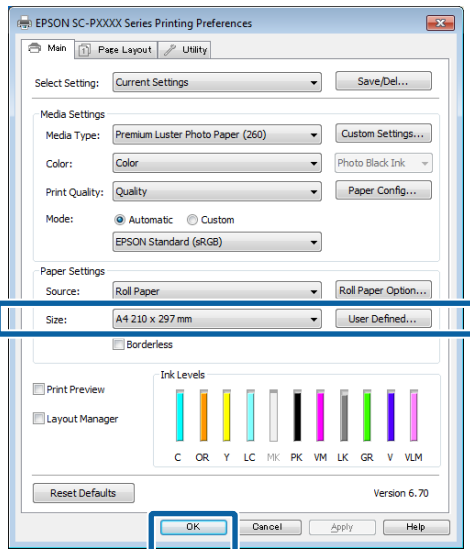 EPSON SC-PXXXX Series Printing Preferences
Main Page Layout Utility
Select Setting: Current Settings Save/Del...
Media Settings
Media Type: Premium Luster Photo Paper (260) Custom Settings...
Color: Color Photo Black Ink
Print Quality: Quality Paper Config...
Mode: Automatic Custom
EPSON Standard (sRGB)
Paper Settings
Source: Roll Paper Roll Paper Option...
Size: A4 210 x 297 mm User Defined...
Borderless
Ink Levels
Print Preview
Layout Manager
C OR Y LC MK PK VM LK GR V VLM
Reset Defaults Version 6.70
OK Cancel Apply Help